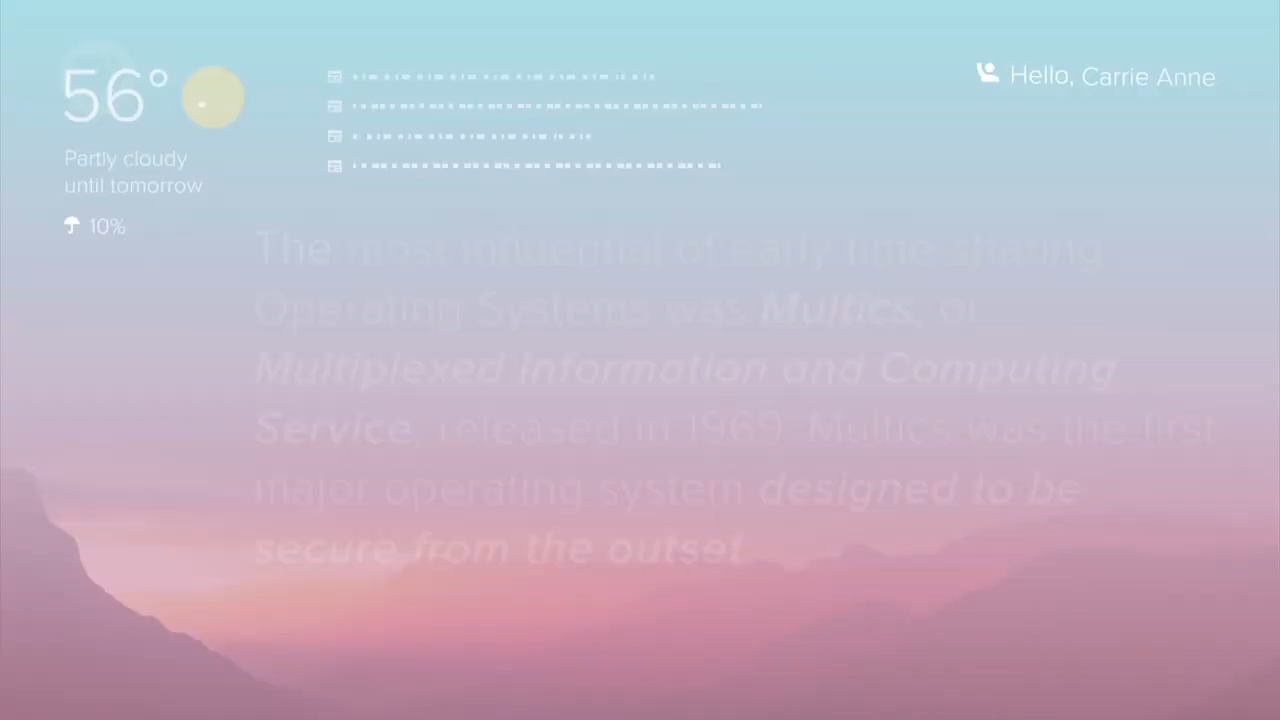 56°
Partly cloudy
until tomorrow
10%
Hello, Carrie Anne
The most influential of early time-sharing
Operating Systems was Multics, or
Multiplexed Information and Computing
Service, released in 1969. Multics was the first
major operating system designed to be
secure from the outset